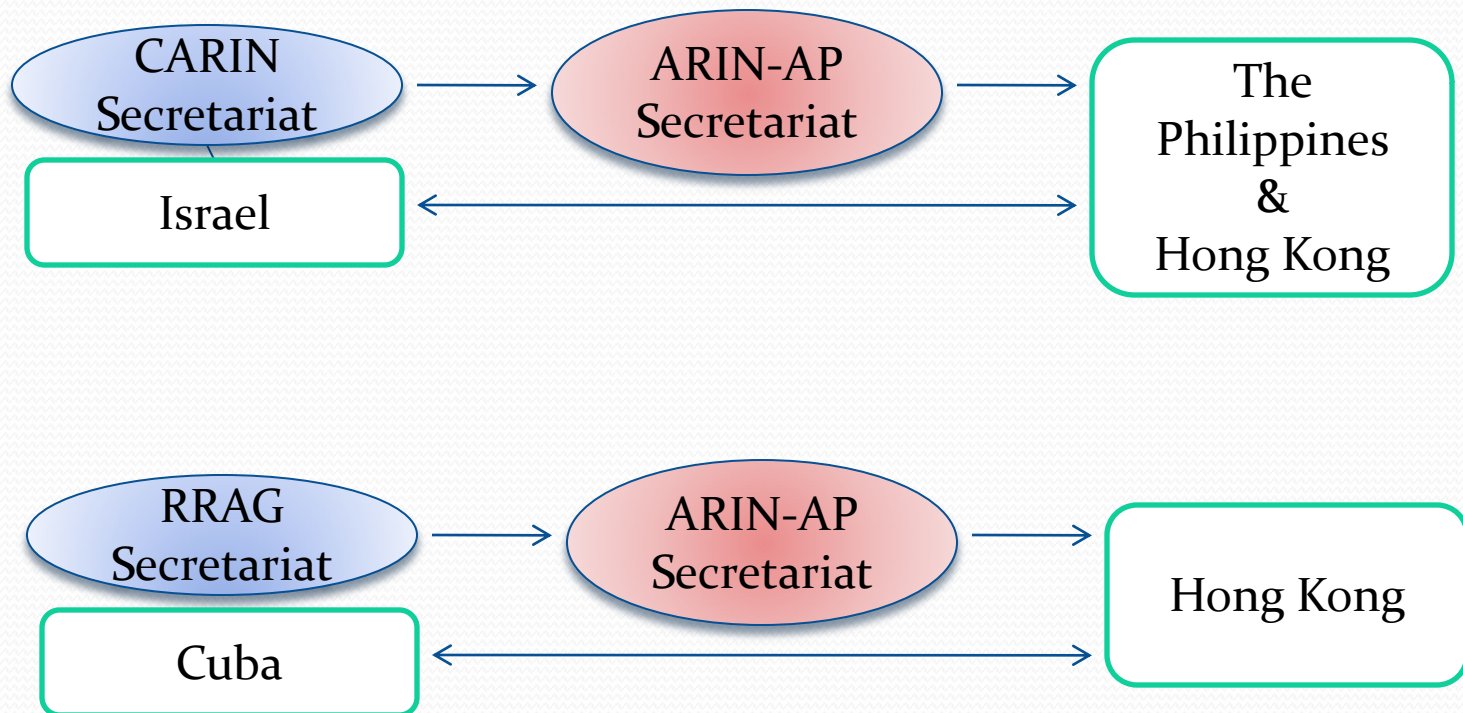 CARIN
Secretariat
ARIN-AP
Secretariat
The
Philippines
&
Hong Kong
Israel
RRAG
Secretariat
ARIN-AP
Secretariat
Hong Kong
Cuba